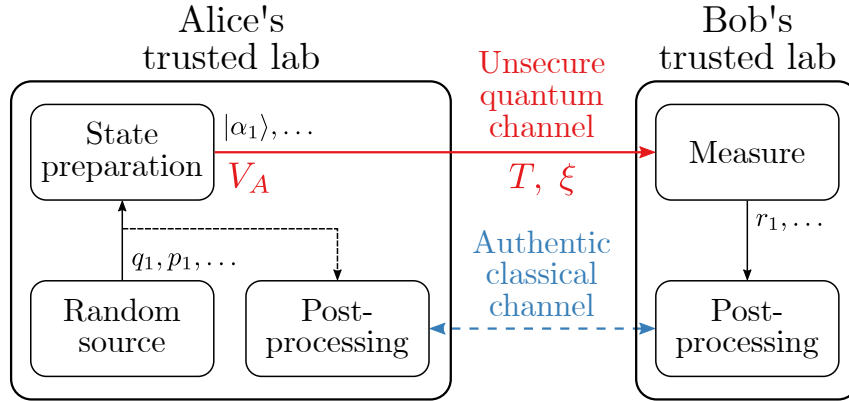 Alice's
trusted lab
Bob's
trusted lab
Unsecure
quantum
channel
State
preparation
|α₁⟩, …
V_A
T, ξ
Measure
r₁, …
q₁, p₁, …
Authentic
classical
channel
Random
source
Post-
processing
Post-
processing